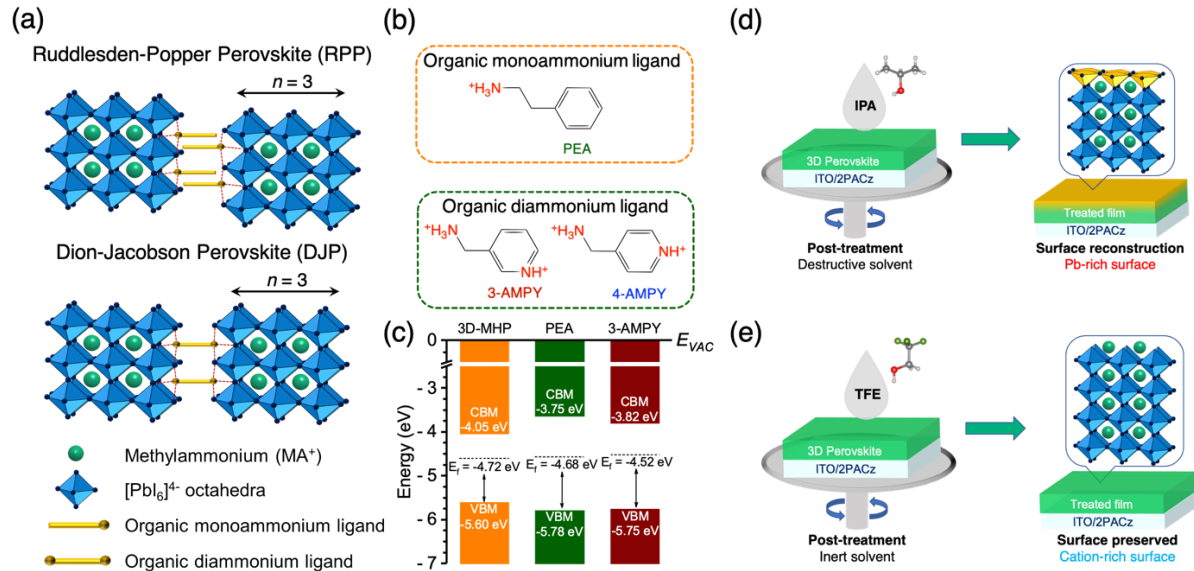 (a)
Ruddlesden-Popper Perovskite (RPP)
n = 3
Dion-Jacobson Perovskite (DJP)
n = 3
Methylammonium (MA⁺)
[PbI₆]⁴⁻ octahedra
Organic monoammonium ligand
Organic diammonium ligand
(b)
Organic monoammonium ligand
⁺H₃N
PEA
Organic diammonium ligand
⁺H₃N
NH⁺
3-AMPY
⁺H₃N
NH⁺
4-AMPY
(c)
3D-MHP PEA 3-AMPY
E_VAC
Energy (eV)
0
-3
-4
-5
-6
-7
CBM
-4.05 eV
CBM
-3.75 eV
CBM
-3.82 eV
E_f = -4.72 eV
E_f = -4.68 eV
E_f = -4.52 eV
VBM
-5.60 eV
VBM
-5.78 eV
VBM
-5.75 eV
(d)
IPA
3D Perovskite
ITO/2PACz
Post-treatment
Destructive solvent
Treated film
ITO/2PACz
Surface reconstruction
Pb-rich surface
(e)
TFE
3D Perovskite
ITO/2PACz
Post-treatment
Inert solvent
Treated film
ITO/2PACz
Surface preserved
Cation-rich surface